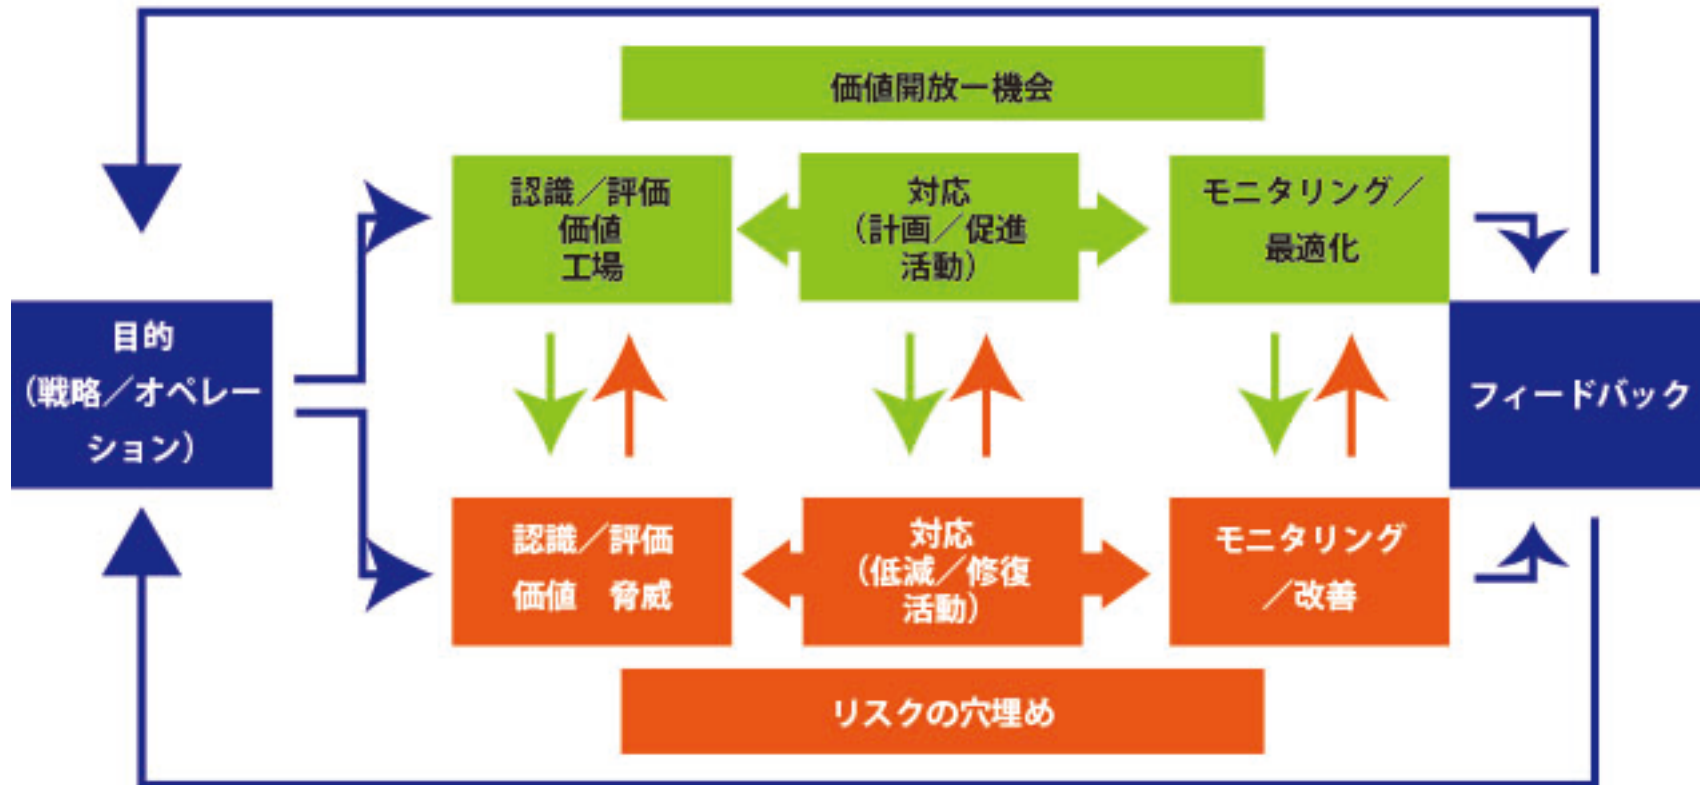 価値開放ー機会
認識／評価
価値
工場
対応
（計画／促進
活動）
モニタリング／
最適化
目的
（戦略／オペレー
ション）
フィードバック
認識／評価
価値　脅威
対応
（低減／修復
活動）
モニタリング
／改善
リスクの穴埋め